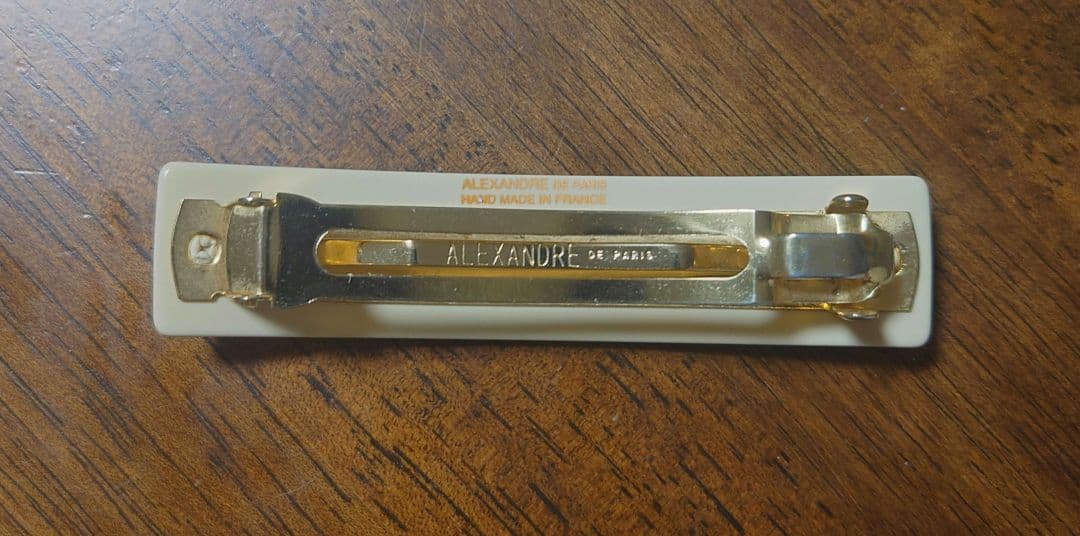 ALEXANDRE DE PARIS
HAND MADE IN FRANCE
ALEXANDRE DE PARIS